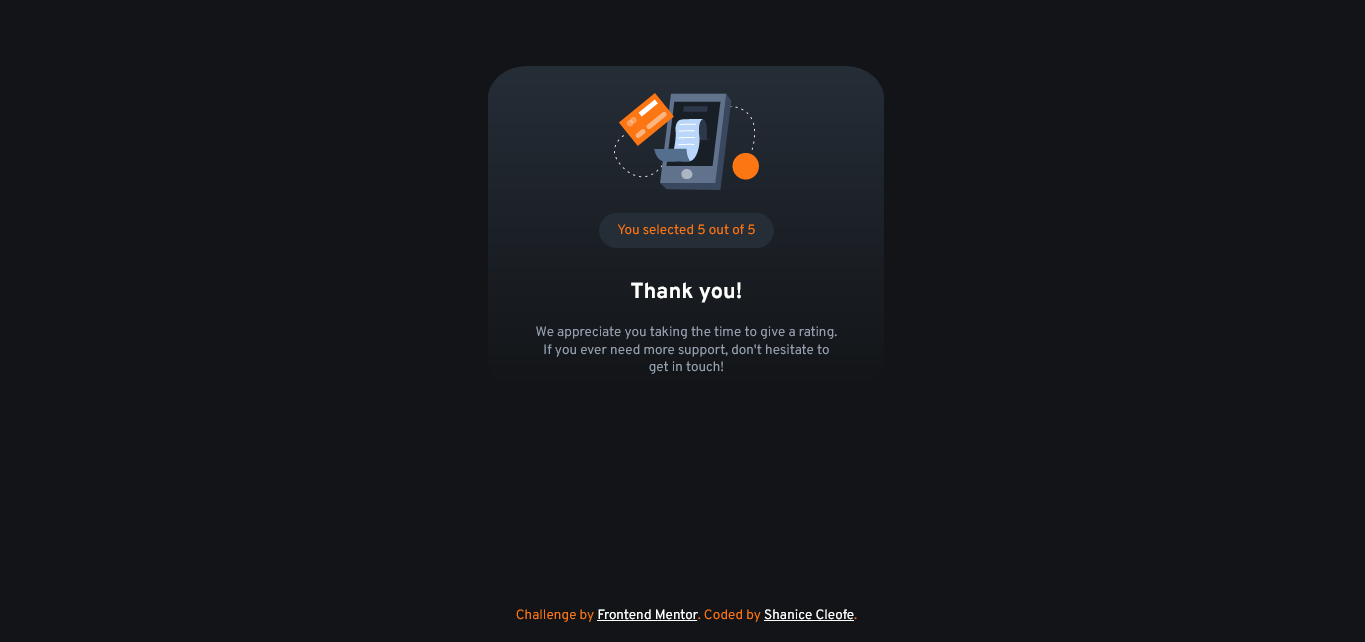 You selected 5 out of 5
Thank you!
We appreciate you taking the time to give a rating.
If you ever need more support, don't hesitate to
get in touch!
Challenge by Frontend Mentor. Coded by Shanice Cleofe.